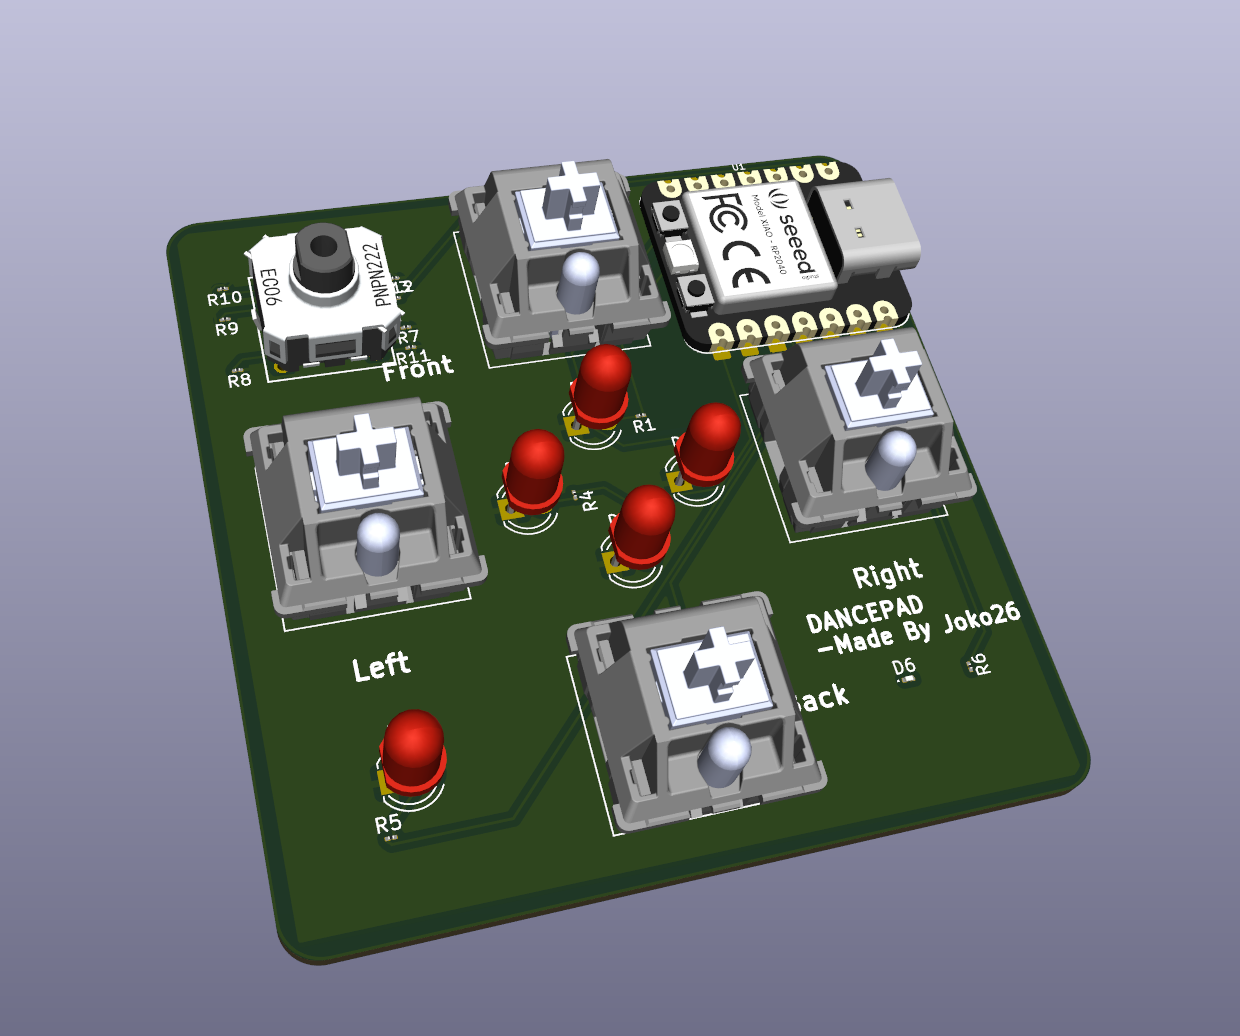 U1
seeed
Model XIAO - RP2040
FC CE
EC06
PNPN222
R10
R9
R8
R7
R11
Front
R1
R4
Right
DANCEPAD
-Made By Joko26
D6
R6
Left
R5